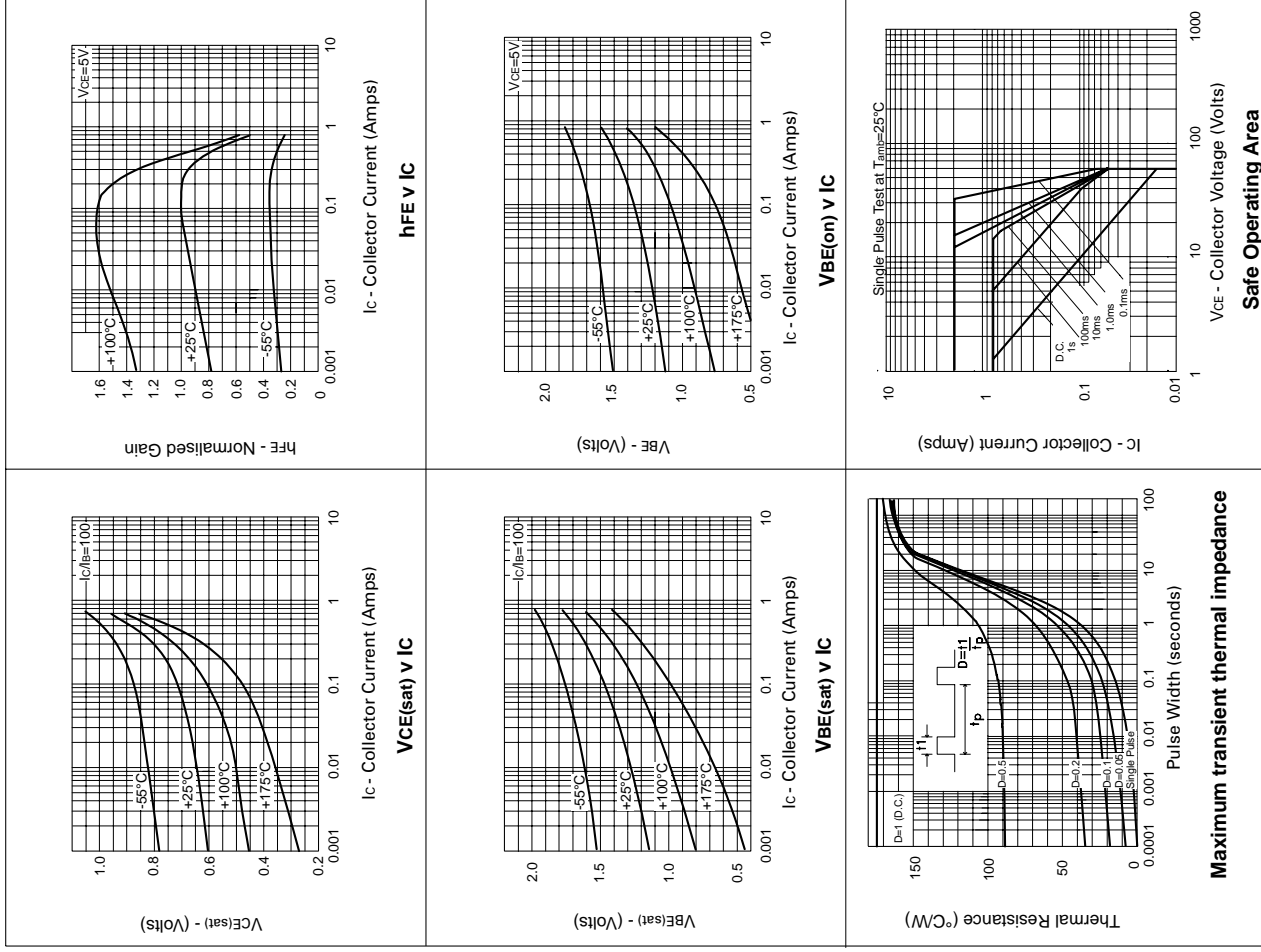 1.0
0.8
0.6
0.4
0.2
VCE(sat) - (Volts)
IC/IB=100
-55°C
+25°C
+100°C
+175°C
0.001
0.01
0.1
1
10
IC - Collector Current (Amps)
VCE(sat) v IC
1.6
1.4
1.2
1.0
0.8
0.6
0.4
0.2
0
hFE - Normalised Gain
VCE=5V
+100°C
+25°C
-55°C
0.001
0.01
0.1
1
10
IC - Collector Current (Amps)
hFE v IC
2.0
1.5
1.0
0.5
VBE(sat) - (Volts)
IC/IB=100
-55°C
+25°C
+100°C
+175°C
0.001
0.01
0.1
1
10
IC - Collector Current (Amps)
VBE(sat) v IC
2.0
1.5
1.0
0.5
VBE - (Volts)
VCE=5V
-55°C
+25°C
+100°C
+175°C
0.001
0.01
0.1
1
10
IC - Collector Current (Amps)
VBE(on) v IC
150
100
50
0
Thermal Resistance (°C/W)
D=1 (D.C.)
t1
D=t1
tp
tp
D=0.5
D=0.2
D=0.1
D=0.05
Single Pulse
0.0001
0.001
0.01
0.1
1
10
100
Pulse Width (seconds)
Maximum transient thermal impedance
10
1
0.1
0.01
IC - Collector Current (Amps)
Single Pulse Test at Tamb=25°C
D.C.
1s
100ms
10ms
1.0ms
0.1ms
1
10
100
1000
VCE - Collector Voltage (Volts)
Safe Operating Area